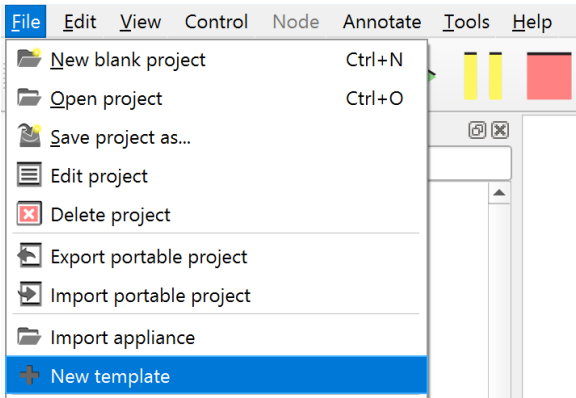 File Edit View Control Node Annotate Tools Help
New blank project Ctrl+N
Open project Ctrl+O
Save project as...
Edit project
Delete project
Export portable project
Import portable project
Import appliance
New template